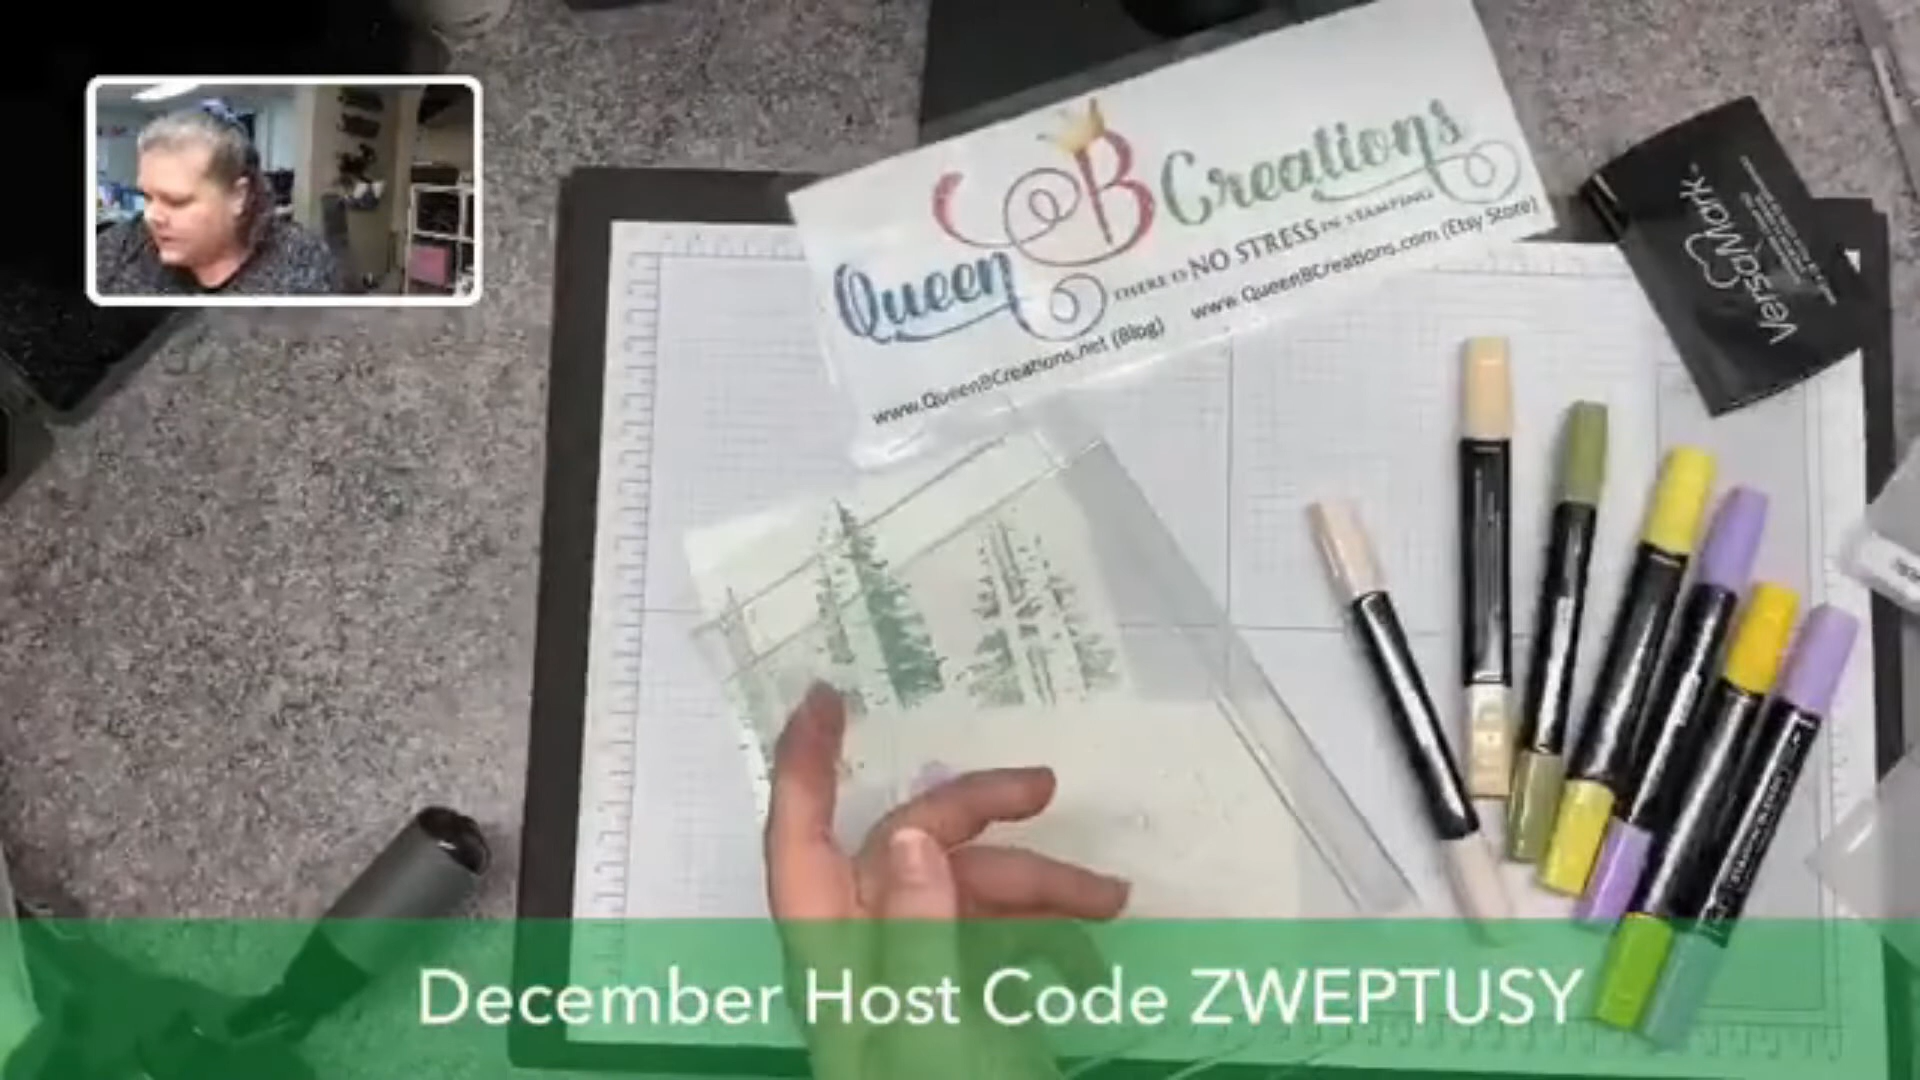 Queen B Creations
THERE IS NO STRESS IN STAMPING
www.QueenBCreations.net (Blog) www.QueenBCreations.com (Etsy Store)
VersaMark
December Host Code ZWEPTUSY